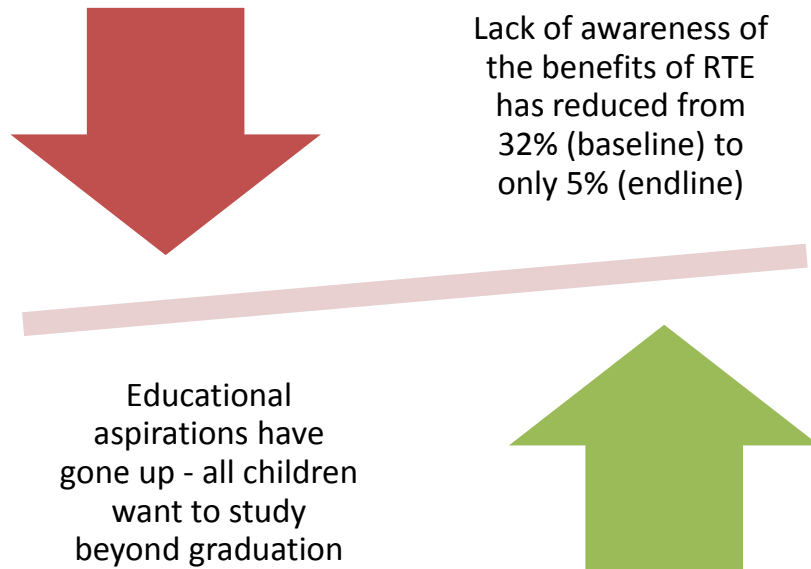 Lack of awareness of
the benefits of RTE
has reduced from
32% (baseline) to
only 5% (endline)
Educational
aspirations have
gone up - all children
want to study
beyond graduation